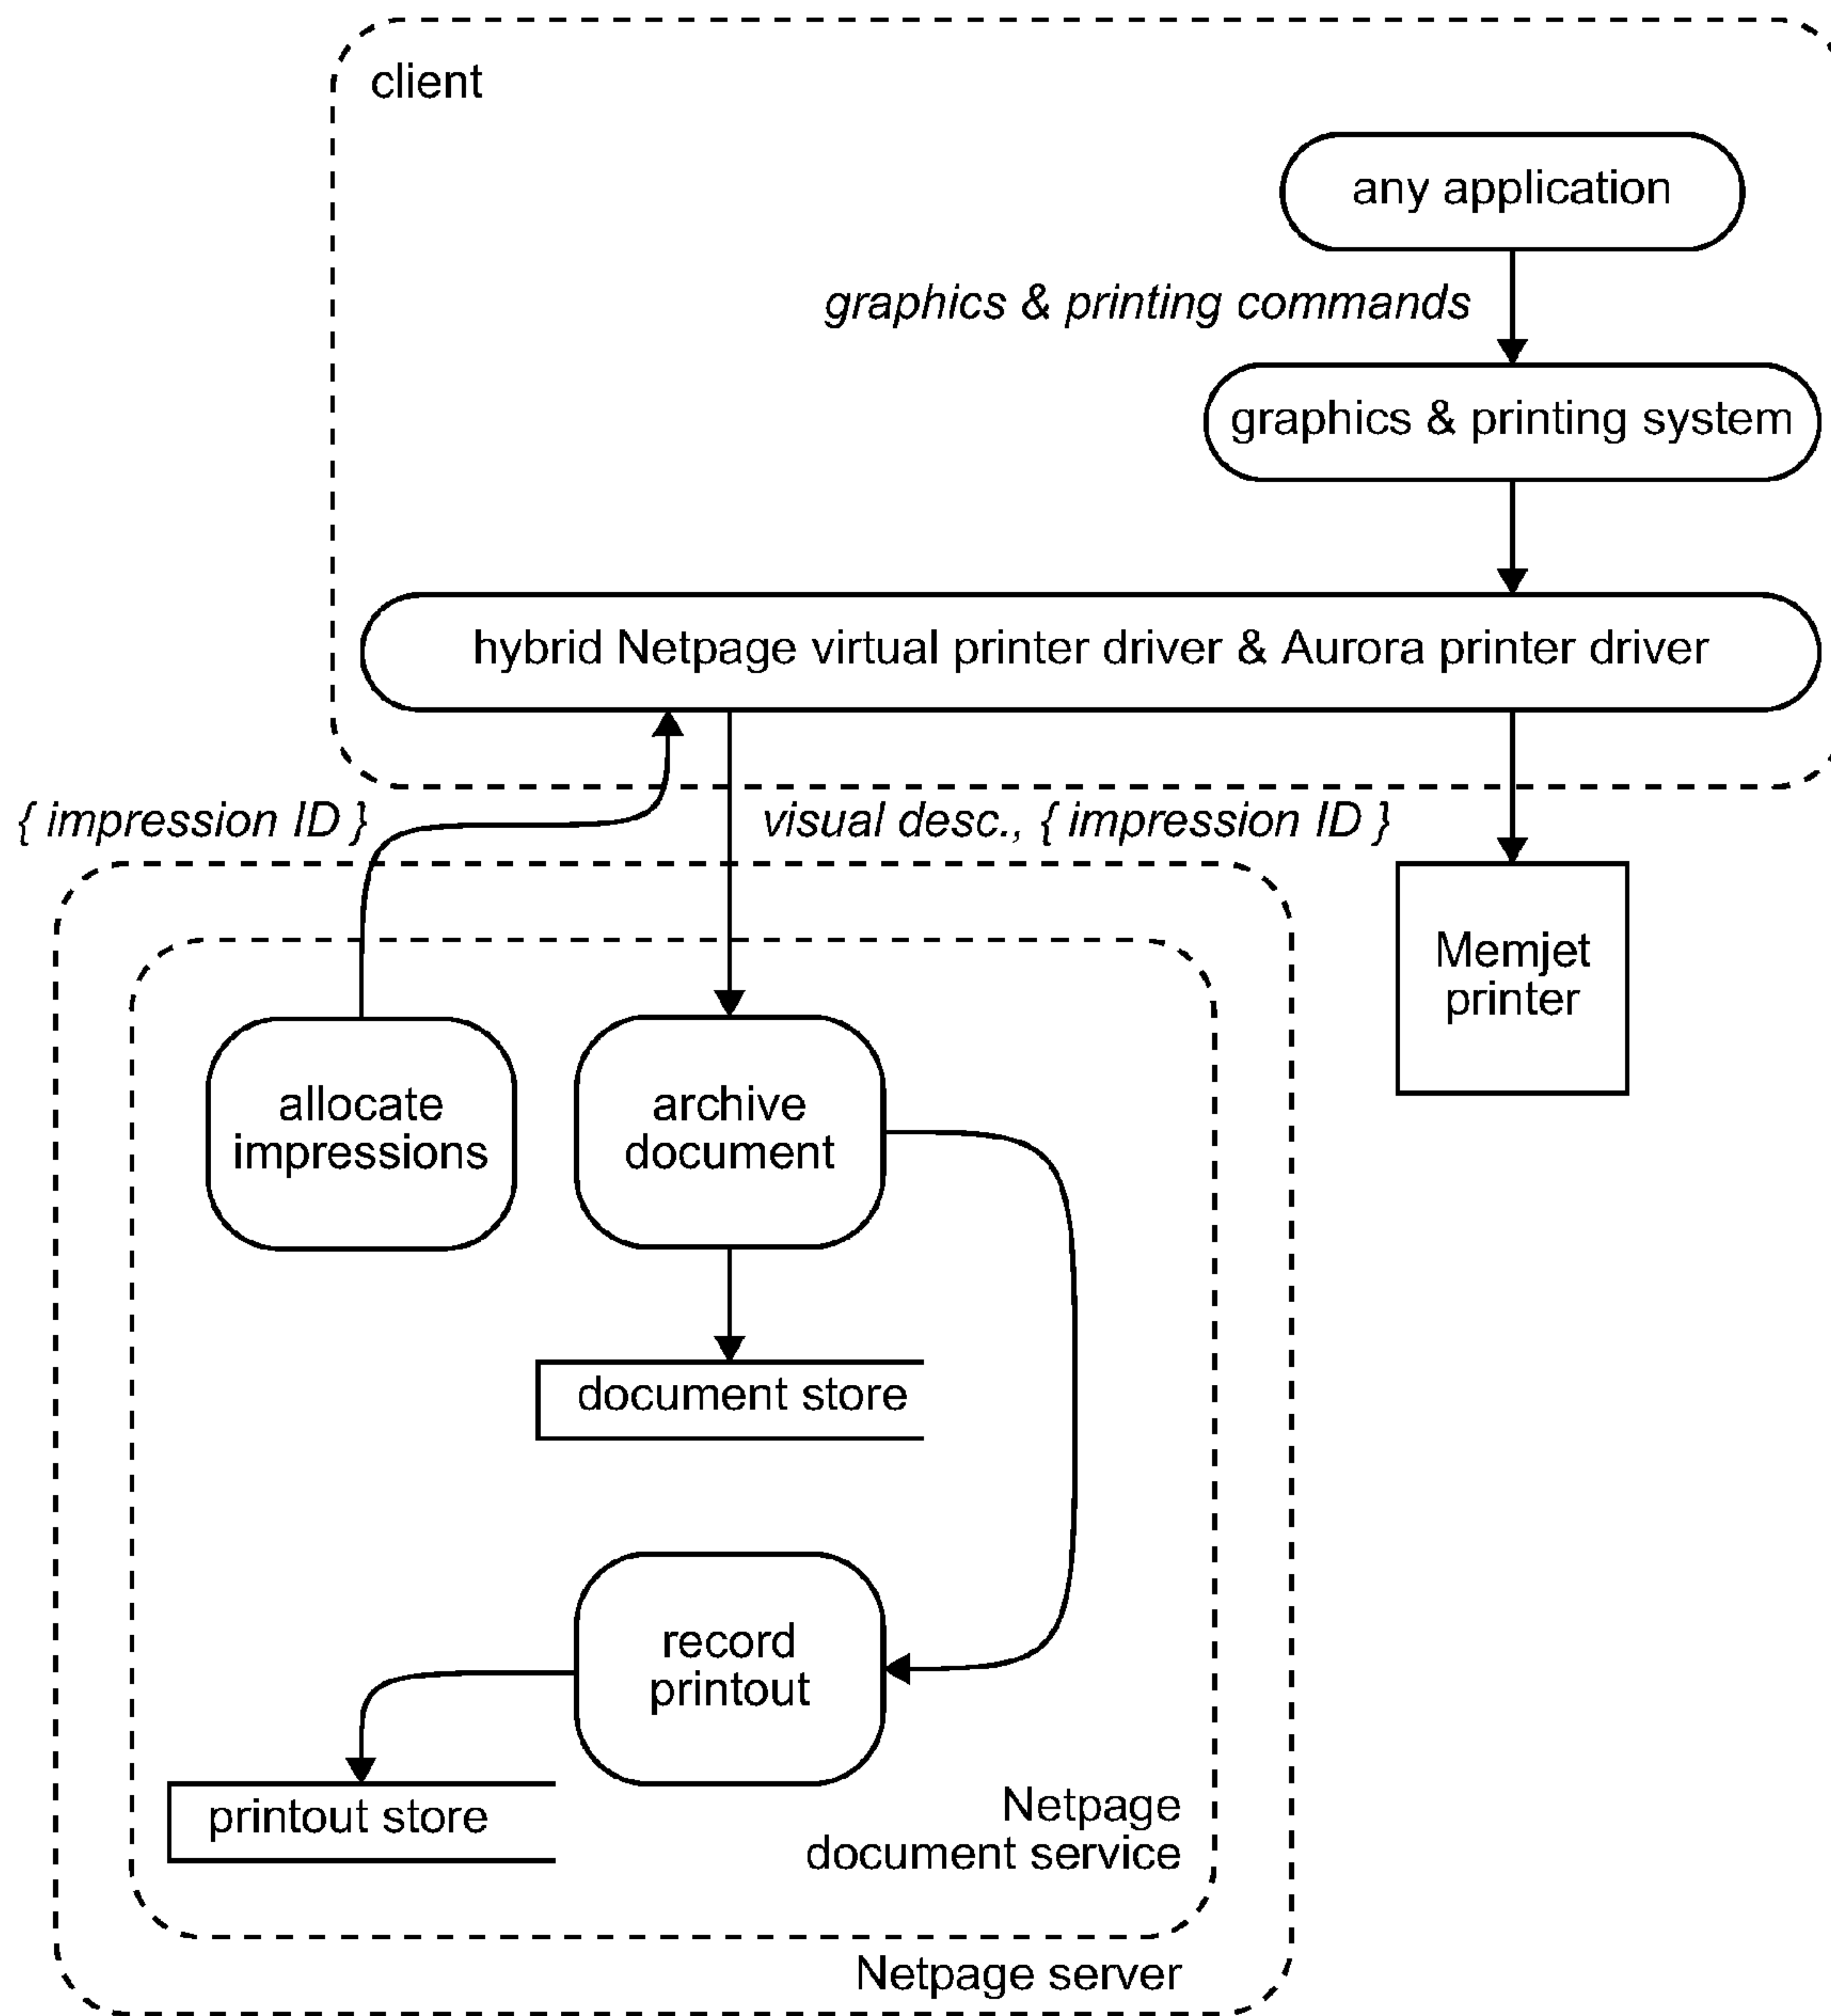 client
any application
graphics & printing commands
graphics & printing system
hybrid Netpage virtual printer driver & Aurora printer driver
{ impression ID }
visual desc., { impression ID }
Memjet
printer
allocate
impressions
archive
document
document store
record
printout
printout store
Netpage
document service
Netpage server